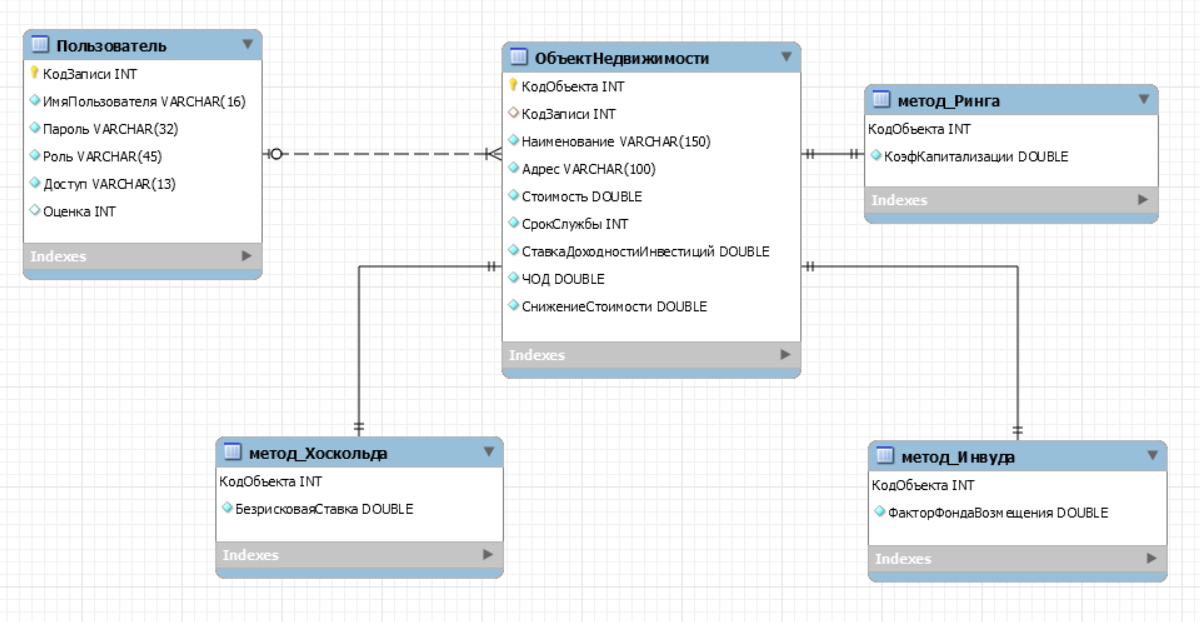 Пользователь
КодЗаписи INT
ИмяПользователя VARCHAR(16)
Пароль VARCHAR(32)
Роль VARCHAR(45)
Доступ VARCHAR(13)
Оценка INT
Indexes
ОбъектНедвижимости
КодОбъекта INT
КодЗаписи INT
Наименование VARCHAR(150)
Адрес VARCHAR(100)
Стоимость DOUBLE
СрокСлужбы INT
СтавкаДоходностиИнвестиций DOUBLE
ЧОД DOUBLE
СнижениеСтоимости DOUBLE
Indexes
метод_Ринга
КодОбъекта INT
КоэфКапитализации DOUBLE
Indexes
метод_Хоскольда
КодОбъекта INT
БезрисковаяСтавка DOUBLE
Indexes
метод_Инвуда
КодОбъекта INT
ФакторФондаВозмещения DOUBLE
Indexes